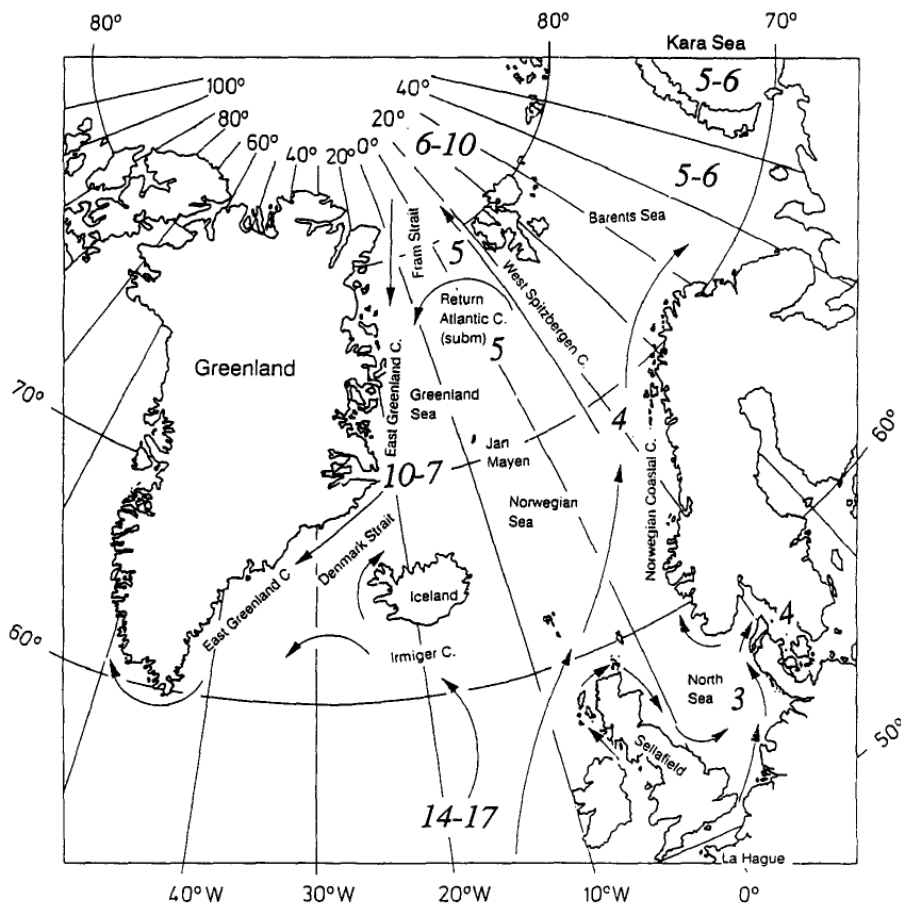 80°
80°
70°
Kara Sea
5-6
100°
80°
60°
40°
20°
0°
20°
40°
6-10
5-6
Barents Sea
Fram Strait
5
West Spitzbergen C.
Return
Atlantic C.
(subm)
5
Greenland
East Greenland C.
Greenland
Sea
70°
4
60°
Jan
Mayen
10-7
Norwegian
Sea
Norwegian Coastal C.
Denmark Strait
East Greenland C
Iceland
4
60°
Irmiger C.
North
Sea
3
50°
Sellafield
14-17
La Hague
40°W
30°W
20°W
10°W
0°